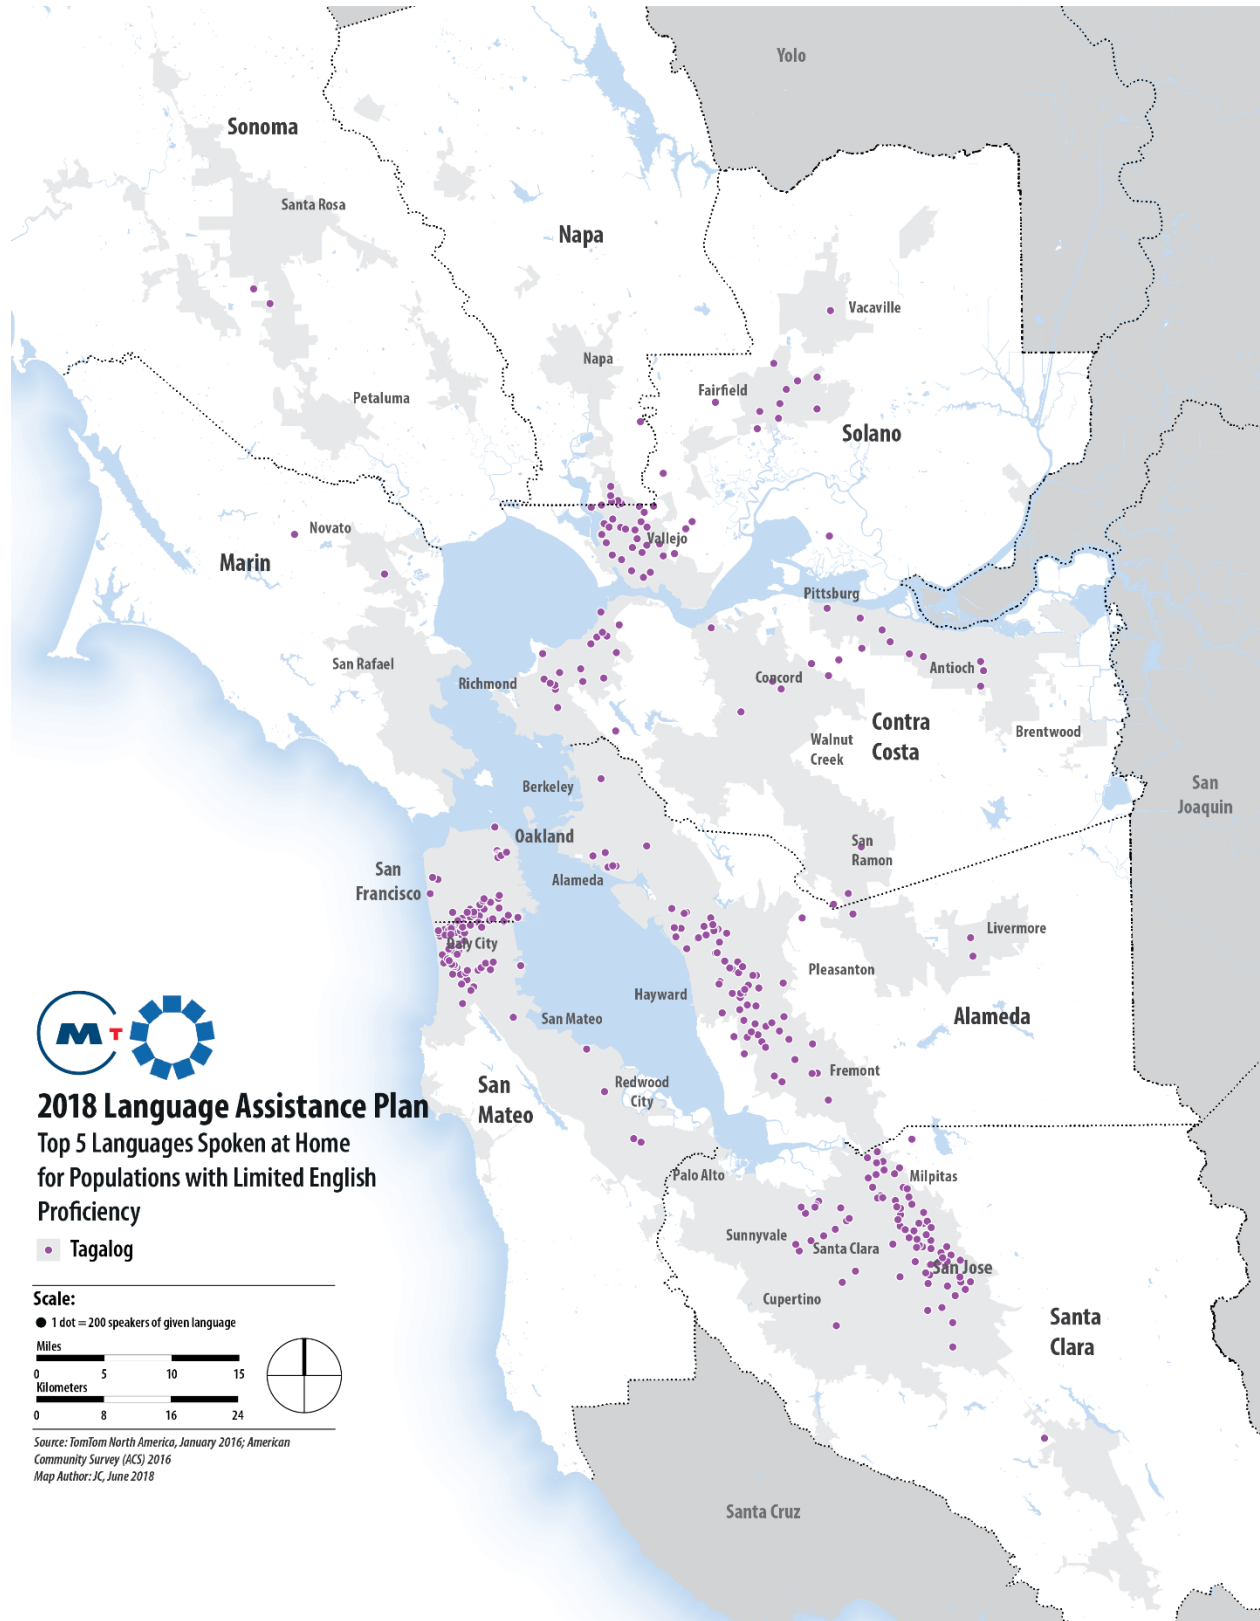 Yolo
Sonoma
Santa Rosa
Napa
Vacaville
Napa
Fairfield
Petaluma
Solano
Novato
Vallejo
Marin
Pittsburg
San Rafael
Antioch
Richmond
Concord
Contra
Costa
Brentwood
Walnut
Creek
San
Joaquin
Berkeley
Oakland
San
Ramon
San
Francisco
Alameda
Livermore
Daly City
Pleasanton
Hayward
Alameda
San Mateo
Fremont
Redwood
City
San
Mateo
M T
2018 Language Assistance Plan
Top 5 Languages Spoken at Home
for Populations with Limited English
Proficiency
Tagalog
Palo Alto
Milpitas
Sunnyvale
Santa Clara
San Jose
Cupertino
Santa
Clara
Scale:
1 dot = 200 speakers of given language
Miles
0 5 10 15
Kilometers
0 8 16 24
Source: TomTom North America, January 2016; American
Community Survey (ACS) 2016
Map Author: JC, June 2018
Santa Cruz